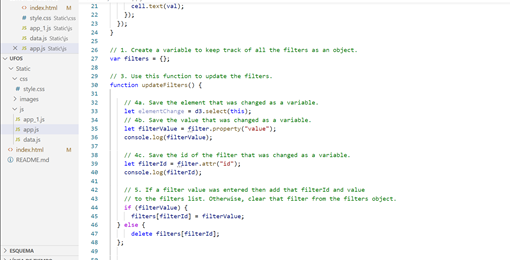 index.html M
style.css Static\css
app_1.js Static\js
data.js Static\js
app.js Static\js
UFOS
Static
css
style.css
images
js
app_1.js
app.js
data.js
index.html M
README.md
ESQUEMA
21 cell.text(val);
22 });
23 });
24 }
25
26 // 1. Create a variable to keep track of all the filters as an object.
27 var filters = {};
28
29 // 3. Use this function to update the filters.
30 function updateFilters() {
31
32 // 4a. Save the element that was changed as a variable.
33 let elementChange = d3.select(this);
34 // 4b. Save the value that was changed as a variable.
35 let filterValue = filter.property("value");
36 console.log(filterValue);
37
38 // 4c. Save the id of the filter that was changed as a variable.
39 let filterId = filter.attr("id");
40 console.log(filterId);
41
42 // 5. If a filter value was entered then add that filterId and value
43 // to the filters list. Otherwise, clear that filter from the filters object.
44 if (filterValue) {
45 filters[filterId] = filterValue;
46 } else {
47 delete filters[filterId];
48 };
49